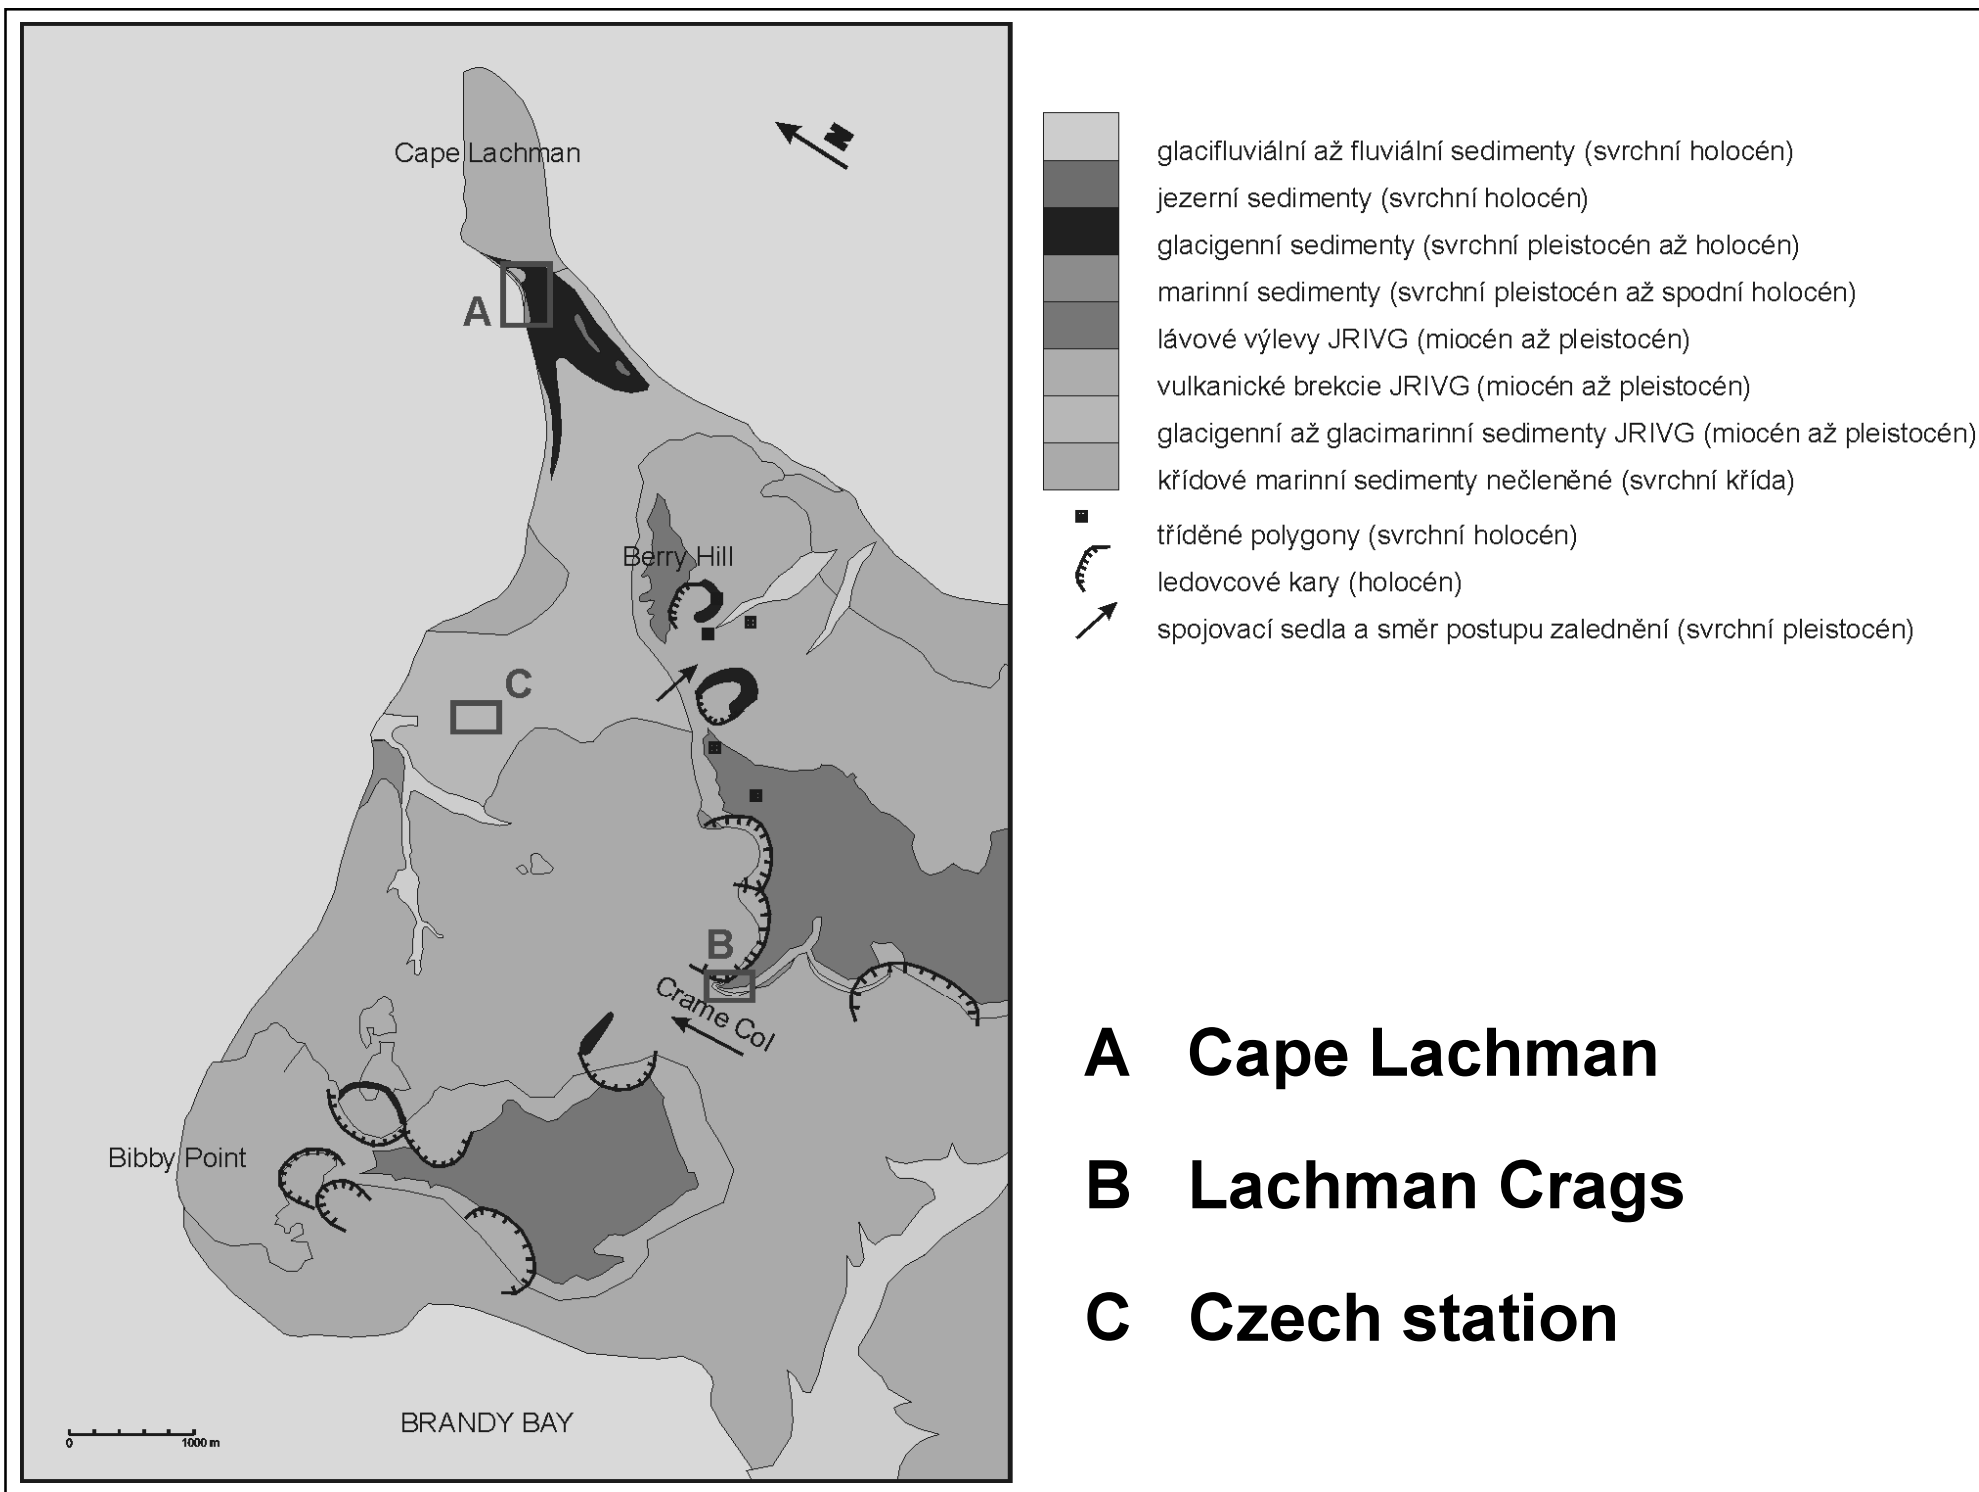 Cape Lachman
N
A
Berry Hill
C
B
Crame Col
Bibby Point
BRANDY BAY
0
1000 m
glacifluviální až fluviální sedimenty (svrchní holocén)
jezerní sedimenty (svrchní holocén)
glacigenní sedimenty (svrchní pleistocén až holocén)
marinní sedimenty (svrchní pleistocén až spodní holocén)
lávové výlevy JRIVG (miocén až pleistocén)
vulkanické brekcie JRIVG (miocén až pleistocén)
glacigenní až glacimarinní sedimenty JRIVG (miocén až pleistocén)
křídové marinní sedimenty nečleněné (svrchní křída)
tříděné polygony (svrchní holocén)
ledovcové kary (holocén)
spojovací sedla a směr postupu zalednění (svrchní pleistocén)
A Cape Lachman
B Lachman Crags
C Czech station